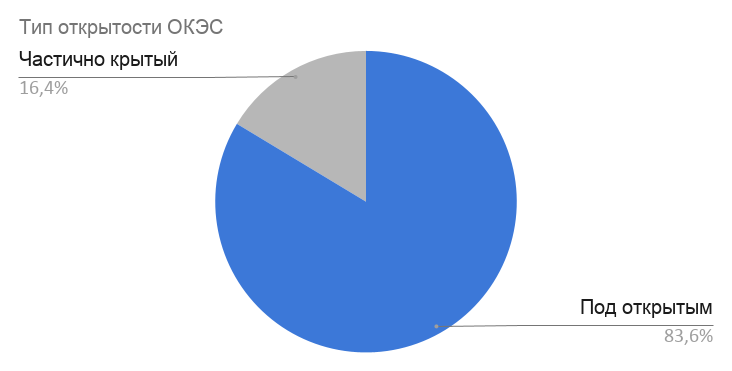 Тип открытости ОКЭС
Частично крытый
16,4%
Под открытым
83,6%